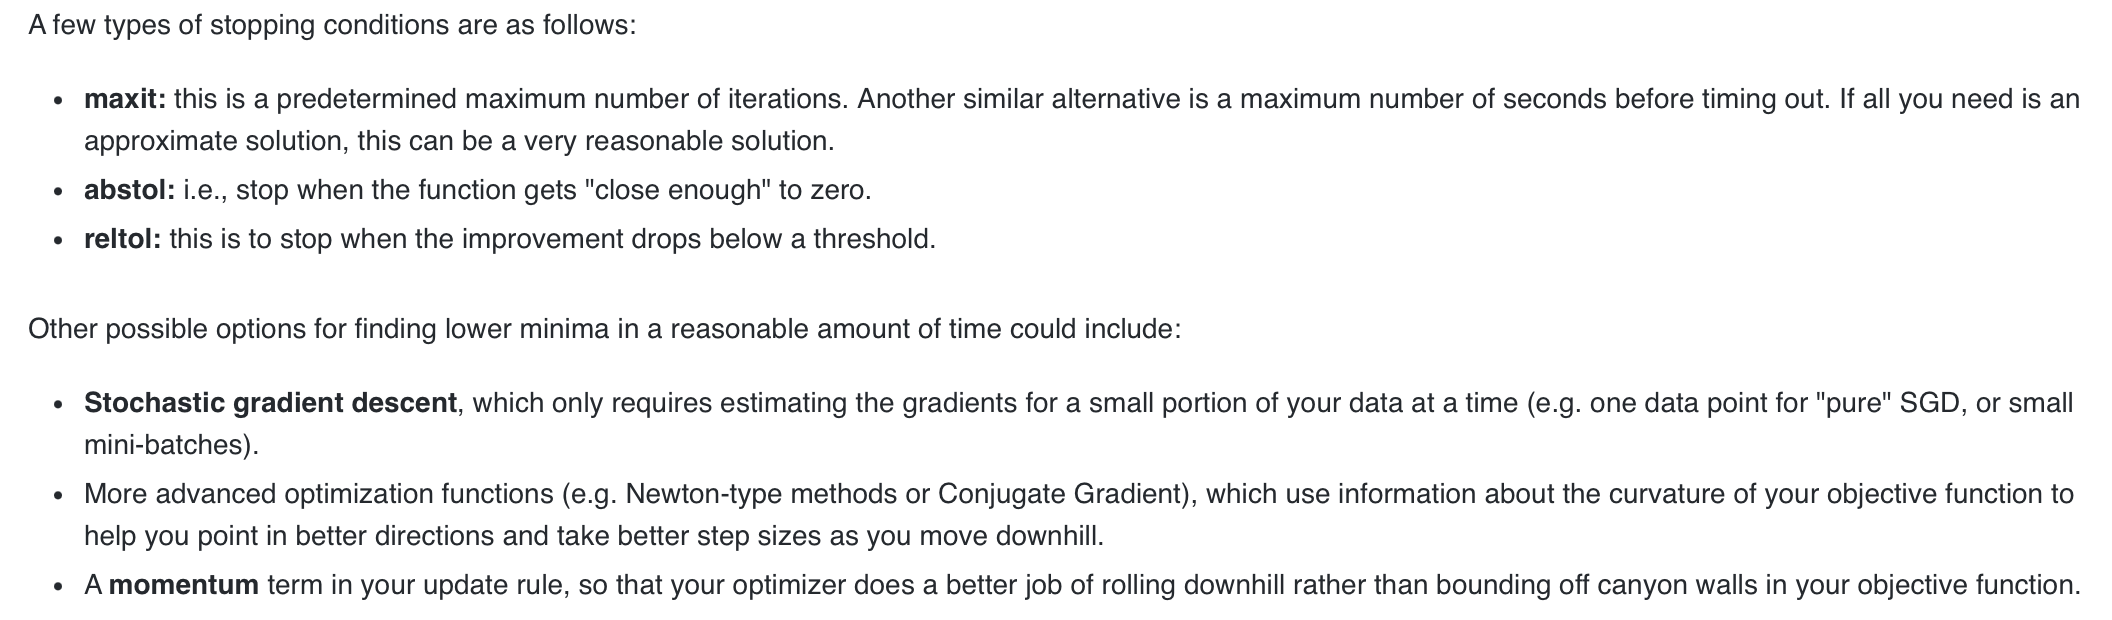 A few types of stopping conditions are as follows:
• maxit: this is a predetermined maximum number of iterations. Another similar alternative is a maximum number of seconds before timing out. If all you need is an
approximate solution, this can be a very reasonable solution.
• abstol: i.e., stop when the function gets "close enough" to zero.
• reltol: this is to stop when the improvement drops below a threshold.
Other possible options for finding lower minima in a reasonable amount of time could include:
• Stochastic gradient descent, which only requires estimating the gradients for a small portion of your data at a time (e.g. one data point for "pure" SGD, or small
mini-batches).
• More advanced optimization functions (e.g. Newton-type methods or Conjugate Gradient), which use information about the curvature of your objective function to
help you point in better directions and take better step sizes as you move downhill.
• A momentum term in your update rule, so that your optimizer does a better job of rolling downhill rather than bounding off canyon walls in your objective function.